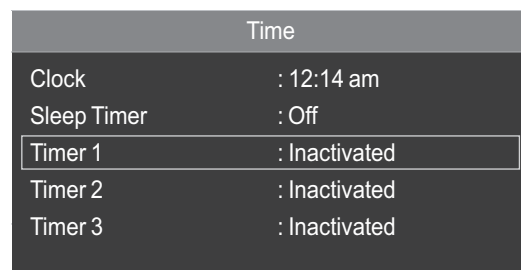 Time
Clock : 12:14 am
Sleep Timer : Off
Timer 1 : Inactivated
Timer 2 : Inactivated
Timer 3 : Inactivated